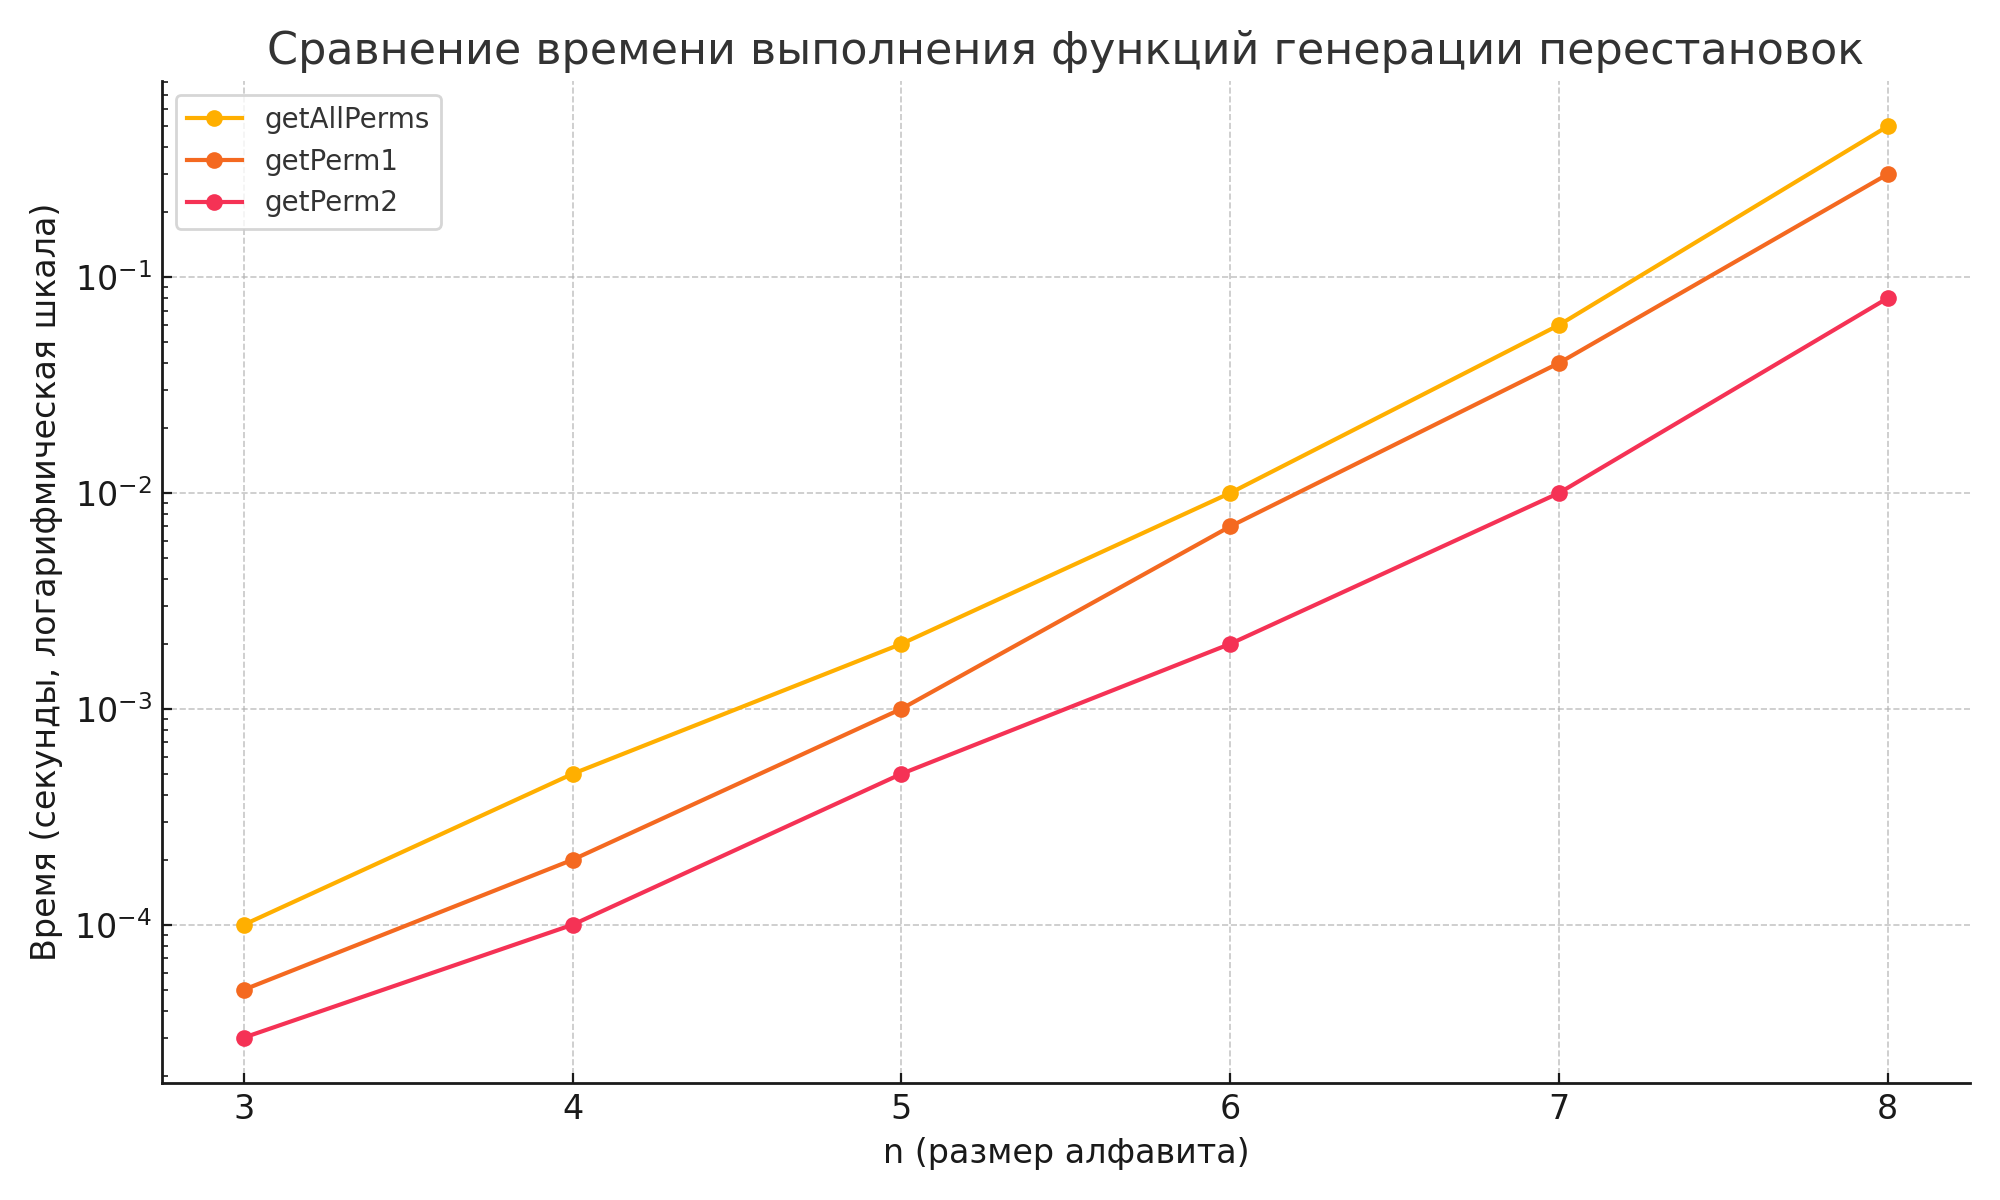 Сравнение времени выполнения функций генерации перестановок
getAllPerms
getPerm1
getPerm2
Время (секунды, логарифмическая шкала)
10⁻¹
10⁻²
10⁻³
10⁻⁴
3 4 5 6 7 8
n (размер алфавита)